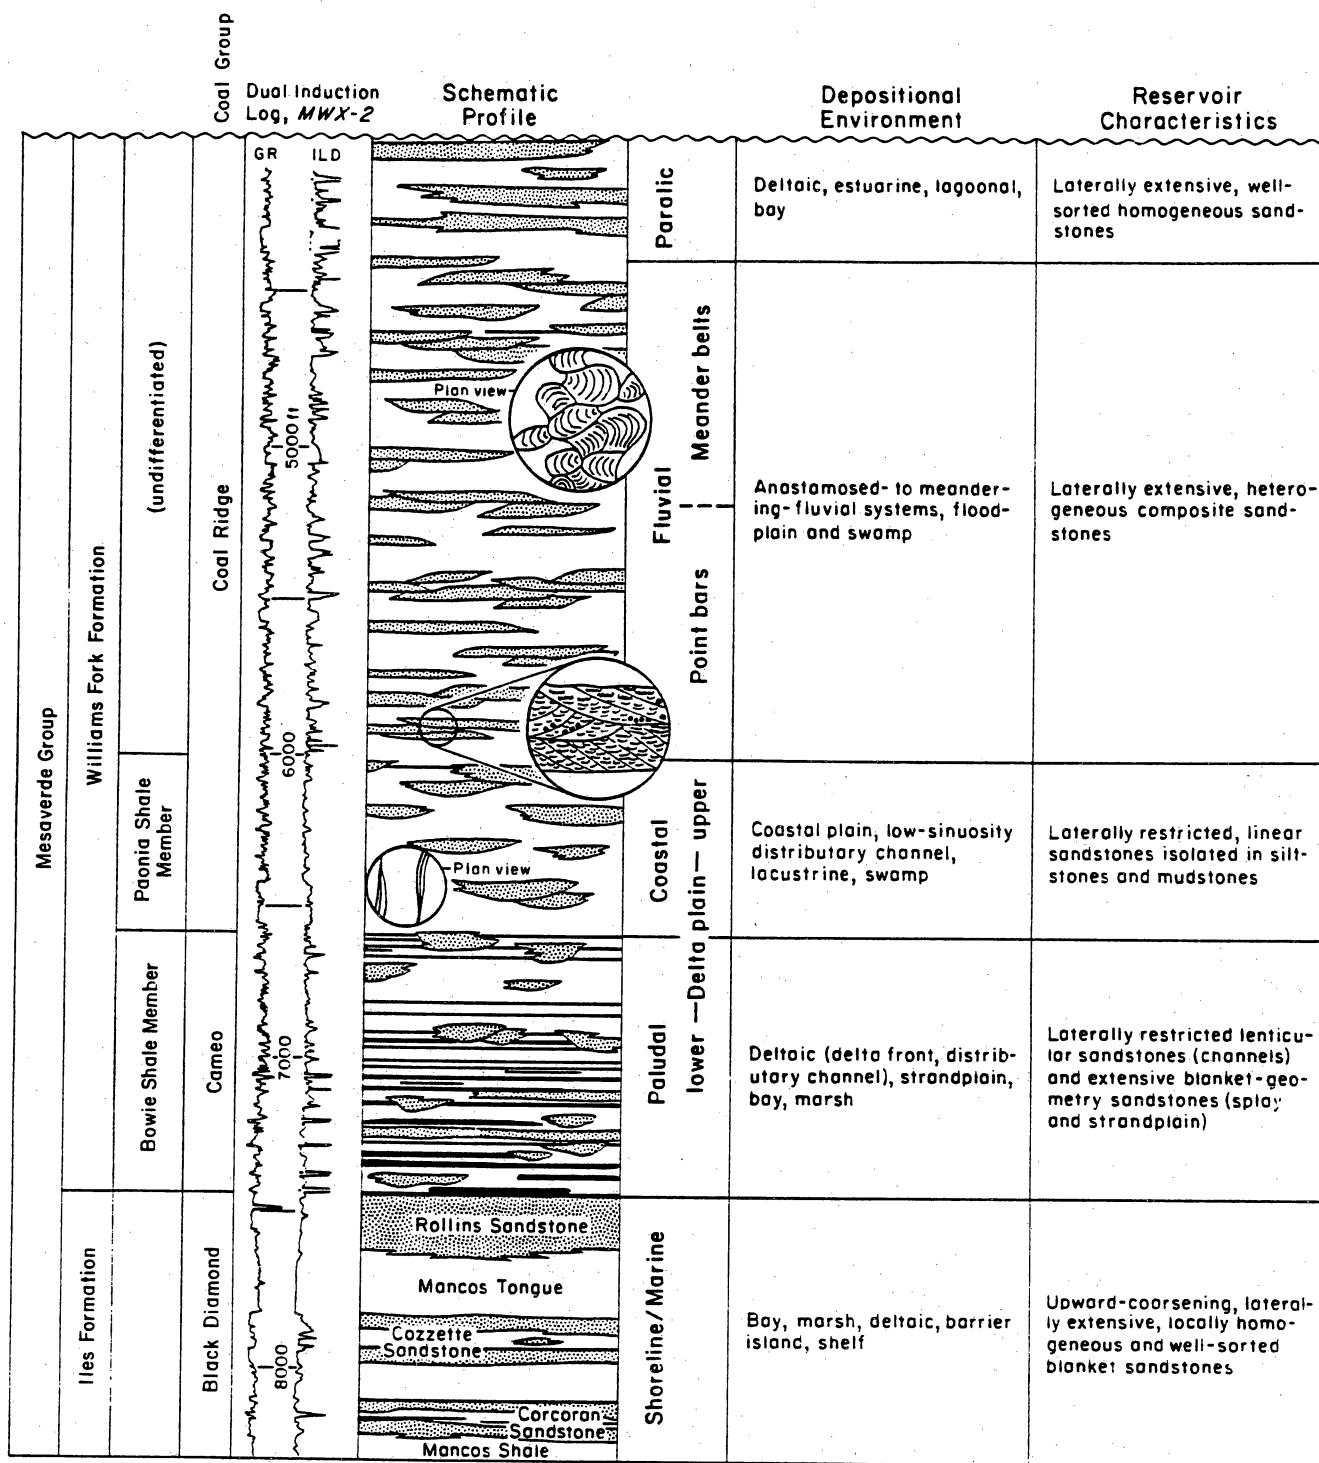 Coal Group
Dual Induction
Log, MWX-2
Schematic
Profile
Depositional
Environment
Reservoir
Characteristics
GR
ILD
5000 ft
6000
7000
8000
Mesaverde Group
Williams Fork Formation
Iles Formation
(undifferentiated)
Paonia Shale
Member
Bowie Shale Member
Coal Ridge
Cameo
Black Diamond
Plan view
Plan view
Rollins Sandstone
Mancos Tongue
Cozzette
Sandstone
Corcoran
Sandstone
Mancos Shale
Paralic
Deltaic, estuarine, lagoonal,
bay
Laterally extensive, well-
sorted homogeneous sand-
stones
Fluvial
Meander belts
Point bars
Anastamosed- to meander-
ing-fluvial systems, flood-
plain and swamp
Laterally extensive, hetero-
geneous composite sand-
stones
Coastal
lower —Delta plain— upper
Coastal plain, low-sinuosity
distributary channel,
lacustrine, swamp
Laterally restricted, linear
sandstones isolated in silt-
stones and mudstones
Paludal
Deltaic (delta front, distrib-
utary channel), strandplain,
bay, marsh
Laterally restricted lenticu-
lar sandstones (channels)
and extensive blanket-geo-
metry sandstones (splay
and strandplain)
Shoreline/Marine
Bay, marsh, deltaic, barrier
island, shelf
Upward-coarsening, lateral-
ly extensive, locally homo-
geneous and well-sorted
blanket sandstones